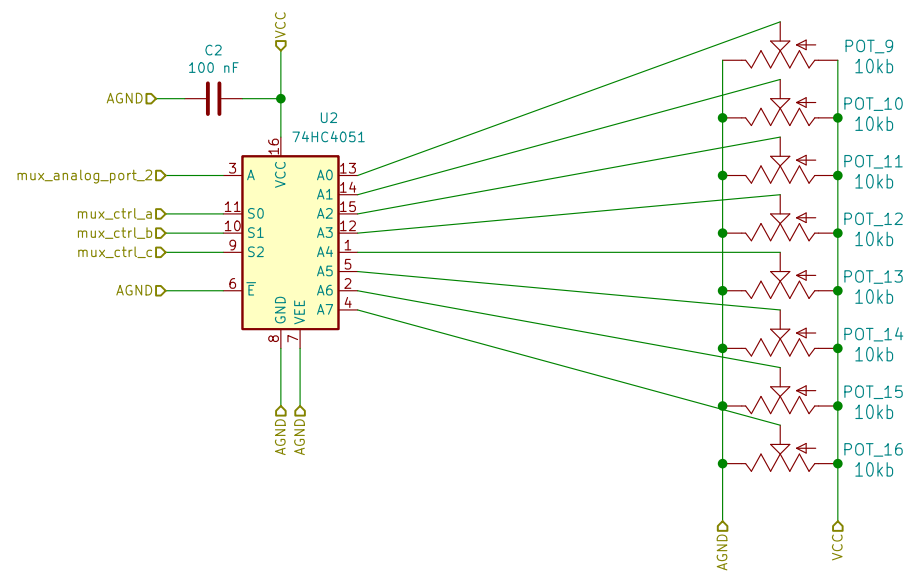 VCC
C2
100 nF
AGND
U2
74HC4051
16
VCC
mux_analog_port_2
3
A
A0
13
A1
14
mux_ctrl_a
11
S0
A2
15
mux_ctrl_b
10
S1
A3
12
mux_ctrl_c
9
S2
A4
1
A5
5
AGND
6
E
A6
2
A7
4
GND
VEE
8
7
AGND
AGND
POT_9
10kb
POT_10
10kb
POT_11
10kb
POT_12
10kb
POT_13
10kb
POT_14
10kb
POT_15
10kb
POT_16
10kb
AGND
VCC